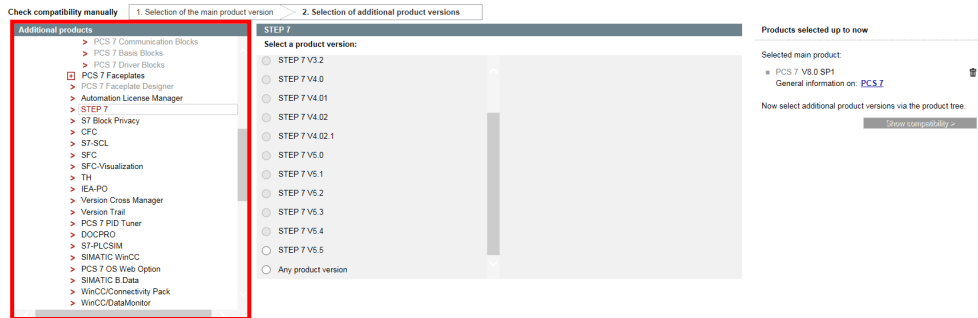 Check compatibility manually
1. Selection of the main product version
2. Selection of additional product versions
Additional products
> PCS 7 Communication Blocks
> PCS 7 Basis Blocks
> PCS 7 Driver Blocks
+ PCS 7 Faceplates
> PCS 7 Faceplate Designer
> Automation License Manager
> STEP 7
> S7 Block Privacy
> CFC
> S7-SCL
> SFC
> SFC-Visualization
> TH
> IEA-PO
> Version Cross Manager
> Version Trail
> PCS 7 PID Tuner
> DOCPRO
> S7-PLCSIM
> SIMATIC WinCC
> PCS 7 OS Web Option
> SIMATIC B.Data
> WinCC/Connectivity Pack
> WinCC/DataMonitor
STEP 7
Select a product version:
STEP 7 V3.2
STEP 7 V4.0
STEP 7 V4.01
STEP 7 V4.02
STEP 7 V4.02.1
STEP 7 V5.0
STEP 7 V5.1
STEP 7 V5.2
STEP 7 V5.3
STEP 7 V5.4
STEP 7 V5.5
Any product version
Products selected up to now
Selected main product:
PCS 7 V8.0 SP1
General information on: PCS 7
Now select additional product versions via the product tree.
Show compatibility >